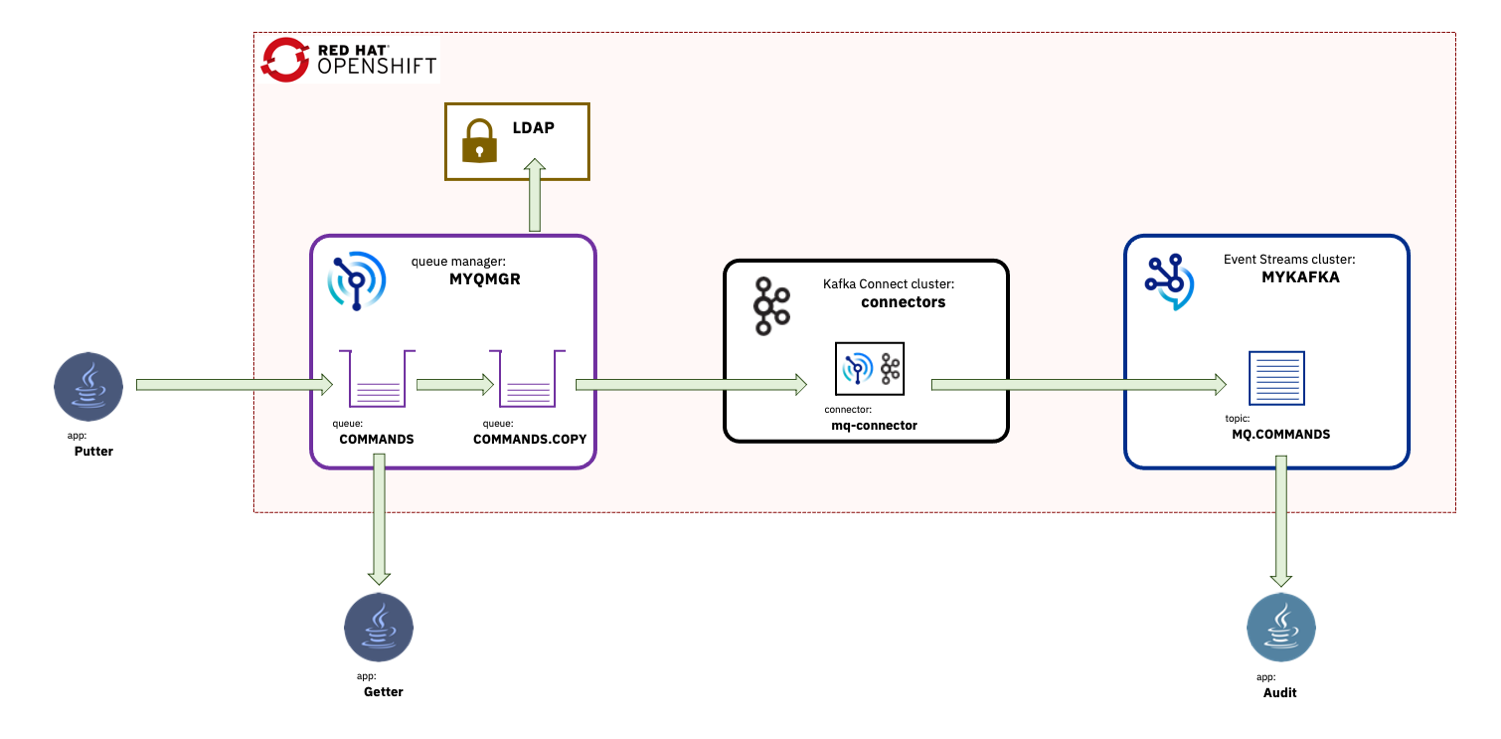 RED HAT®
OPENSHIFT
LDAP
queue manager:
MYQMGR
Kafka Connect cluster:
connectors
Event Streams cluster:
MYKAFKA
app:
Putter
queue:
COMMANDS
queue:
COMMANDS.COPY
connector:
mq-connector
topic:
MQ.COMMANDS
app:
Getter
app:
Audit